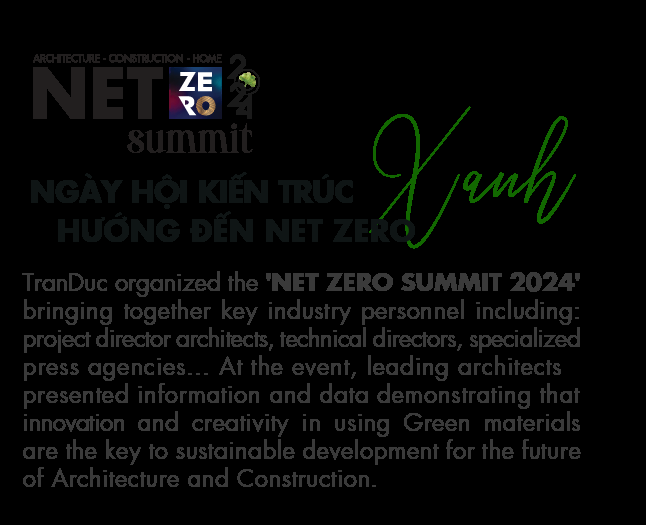 ARCHITECTURE - CONSTRUCTION - HOME
NET ZERO 2024
summit
NGÀY HỘI KIẾN TRÚC Xanh
HƯỚNG ĐẾN NET ZERO
TranDuc organized the 'NET ZERO SUMMIT 2024'
bringing together key industry personnel including:
project director architects, technical directors, specialized
press agencies... At the event, leading architects
presented information and data demonstrating that
innovation and creativity in using Green materials
are the key to sustainable development for the future
of Architecture and Construction.